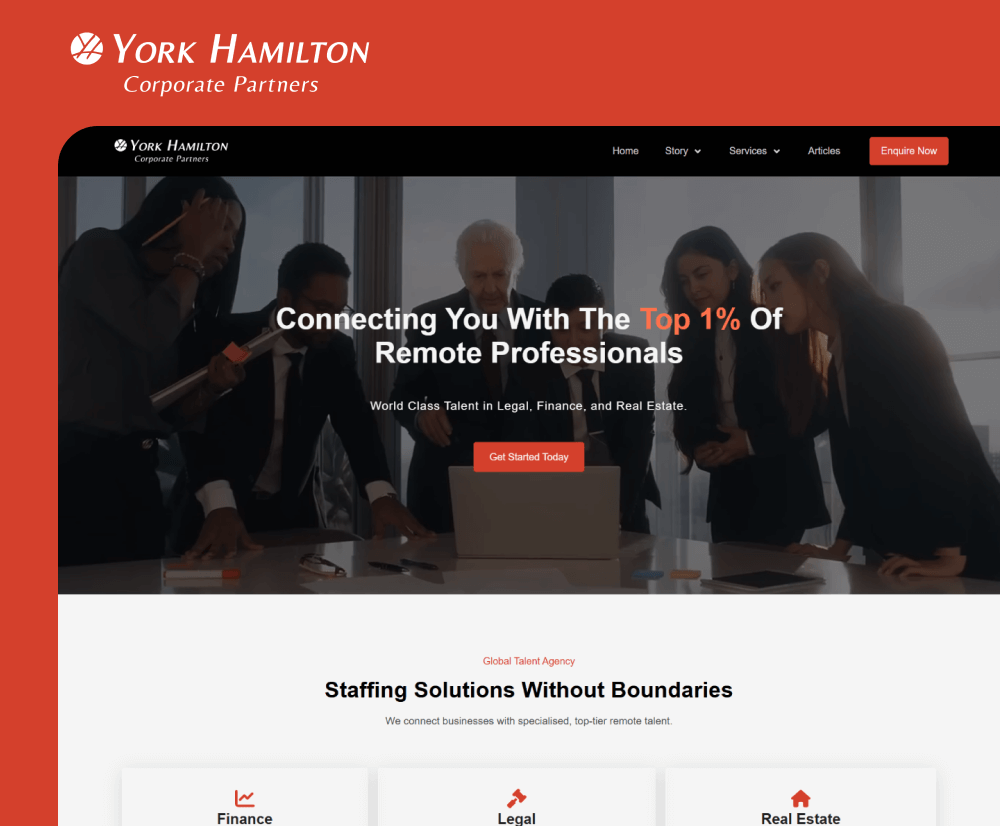 York Hamilton
Corporate Partners
York Hamilton
Corporate Partners
Home Story Services Articles Enquire Now
Connecting You With The Top 1% Of
Remote Professionals
World Class Talent in Legal, Finance, and Real Estate.
Get Started Today
Global Talent Agency
Staffing Solutions Without Boundaries
We connect businesses with specialised, top-tier remote talent.
Finance Legal Real Estate